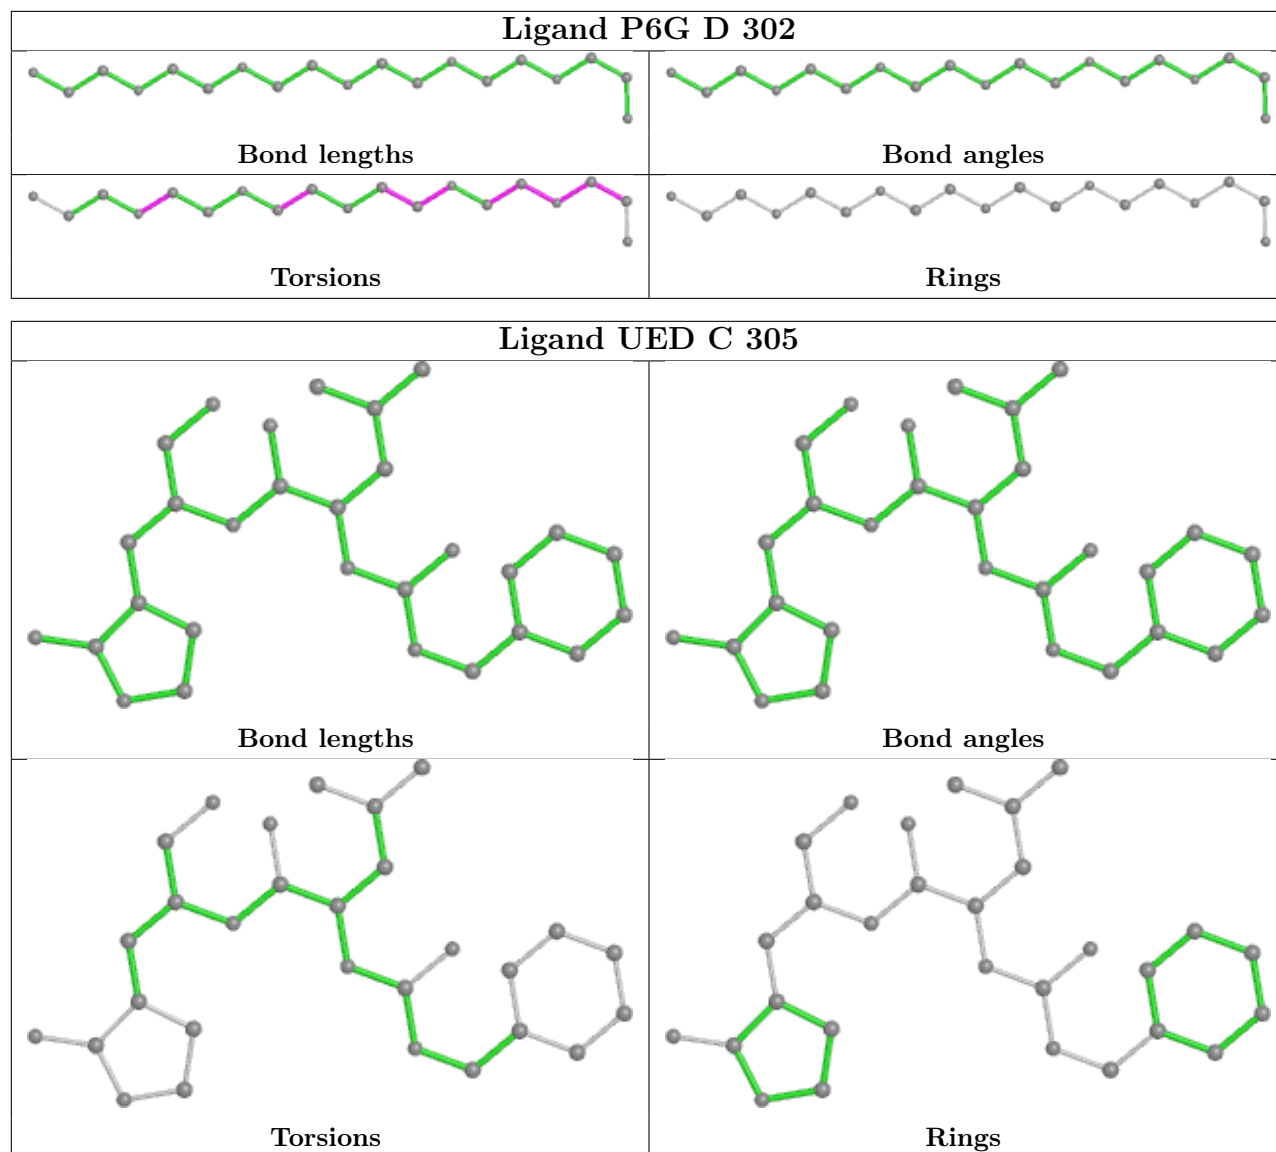 Ligand P6G D 302
Bond lengths
Bond angles
Torsions
Rings
Ligand UED C 305
Bond lengths
Bond angles
Torsions
Rings